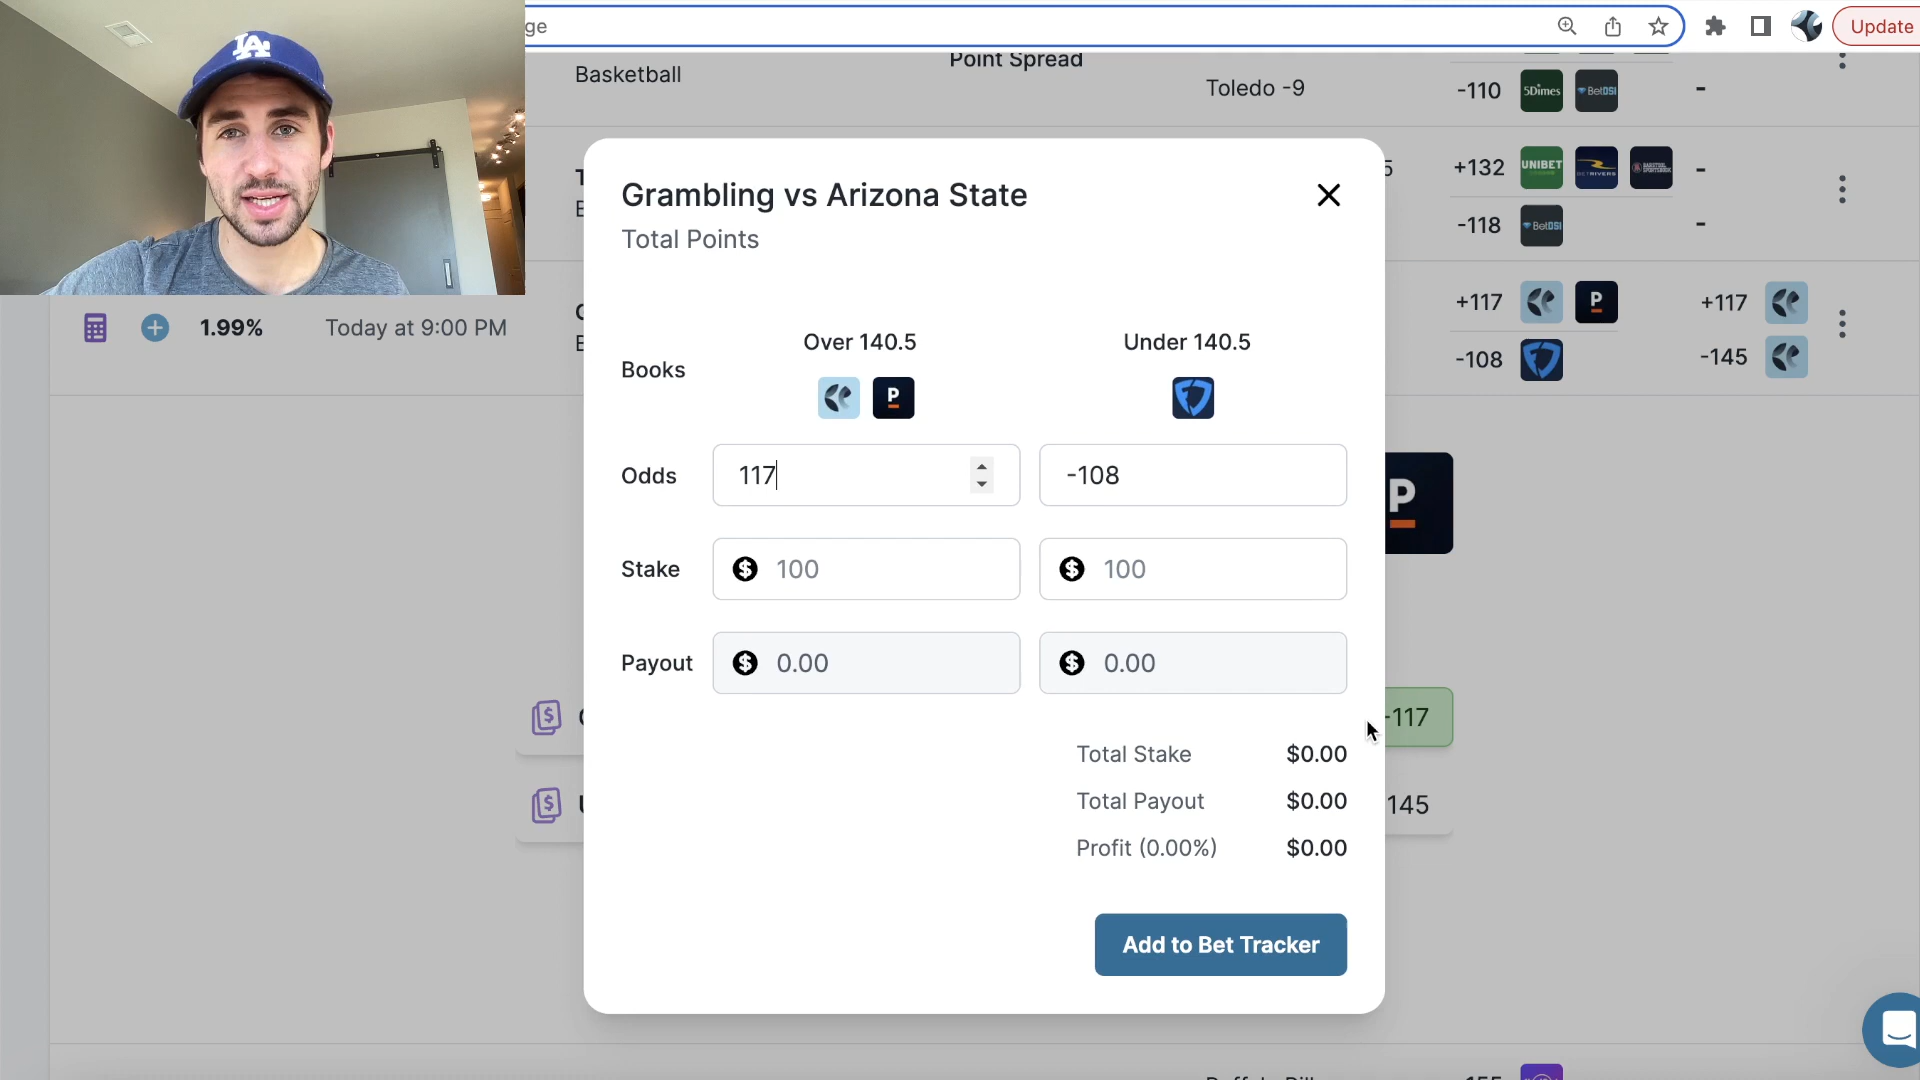 LA
ge
Update
Point Spread
Basketball
Toledo -9
-110
5Dimes
BetDSI
-
+132
UNIBET
BETRIVERS
-
-118
BetDSI
-
1.99%
Today at 9:00 PM
+117
P
+117
-108
-145
Grambling vs Arizona State
Total Points
Books
Over 140.5
Under 140.5
P
Odds
117
-108
Stake
$ 100
$ 100
Payout
$ 0.00
$ 0.00
P
-117
145
Total Stake
$0.00
Total Payout
$0.00
Profit (0.00%)
$0.00
Add to Bet Tracker